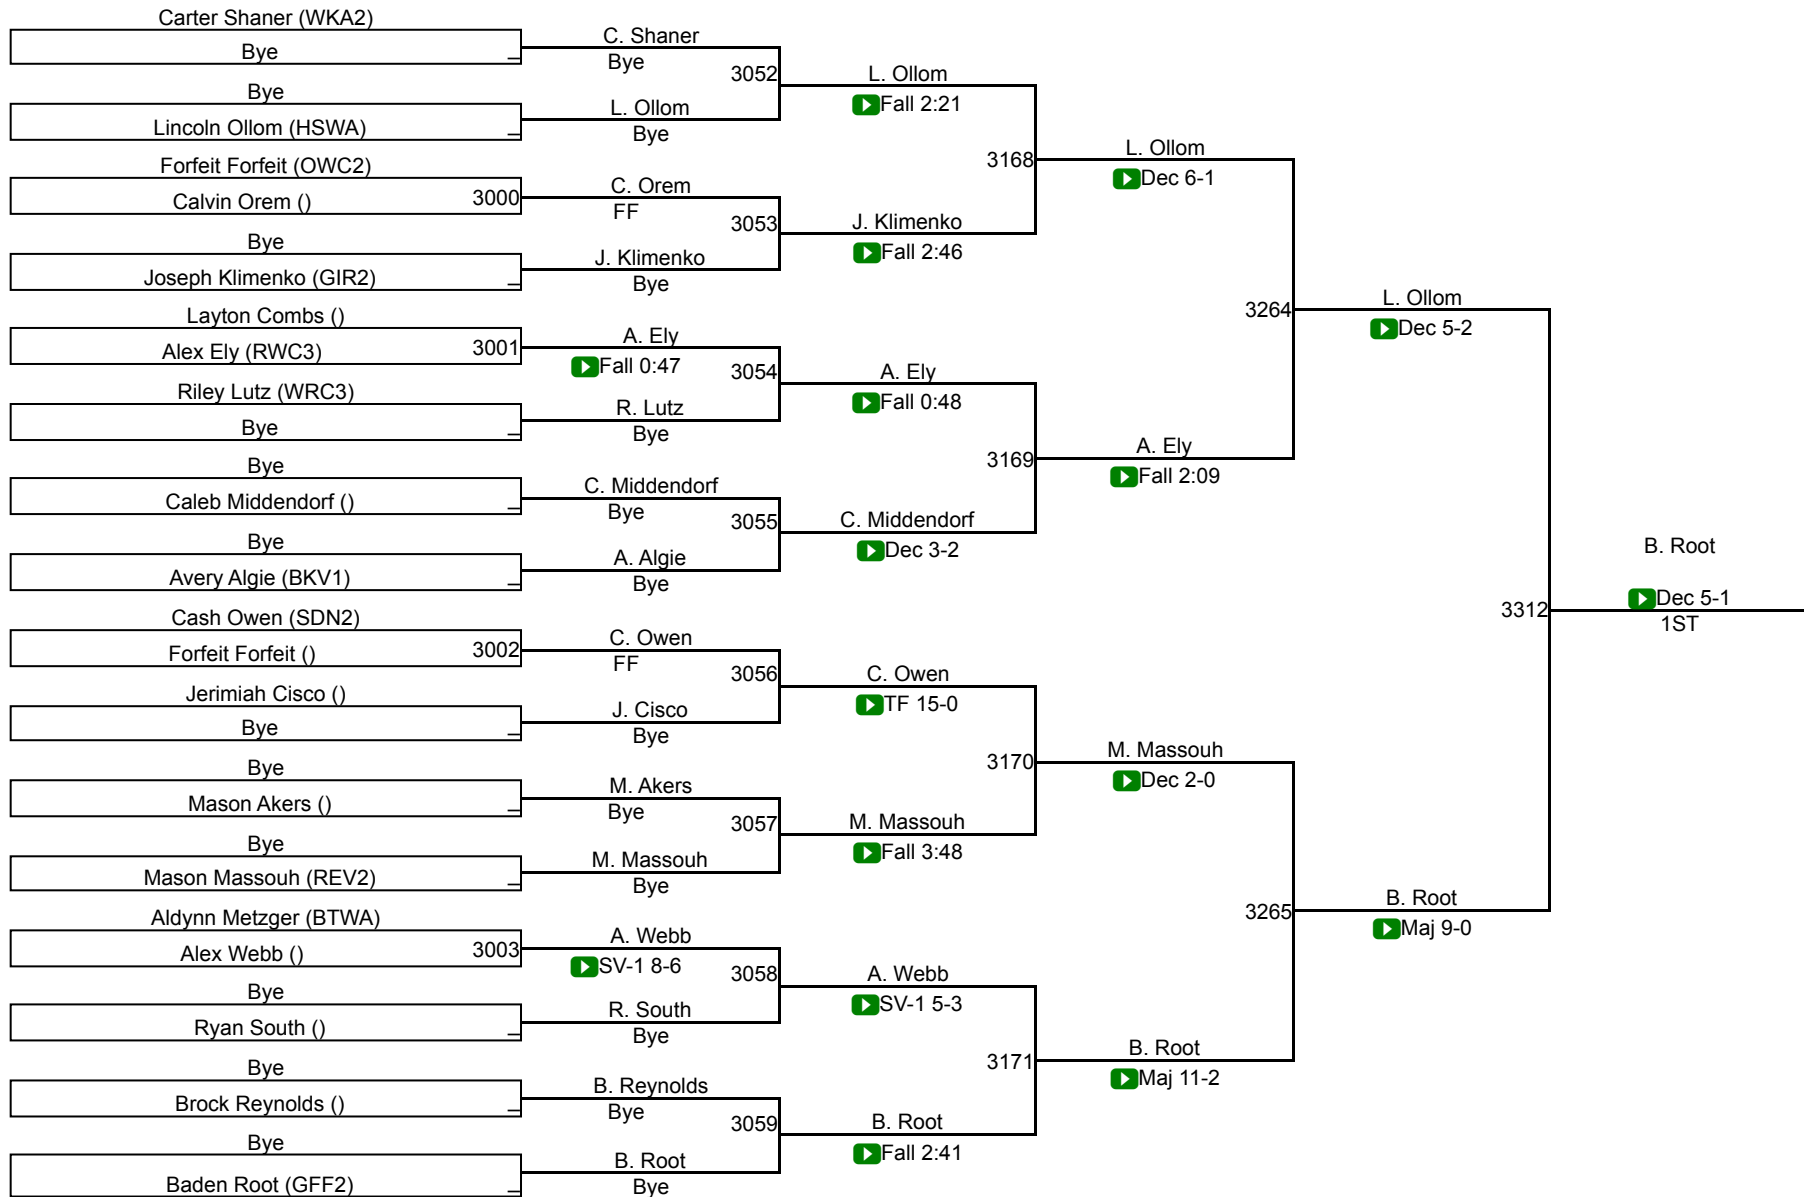 Carter Shaner (WKA2)
Bye
Bye
Lincoln Ollom (HSWA)
Forfeit Forfeit (OWC2)
Calvin Orem () 3000
Bye
Joseph Klimenko (GIR2)
Layton Combs ()
Alex Ely (RWC3) 3001
Riley Lutz (WRC3)
Bye
Bye
Caleb Middendorf ()
Bye
Avery Algie (BKV1)
Cash Owen (SDN2)
Forfeit Forfeit () 3002
Jerimiah Cisco ()
Bye
Bye
Mason Akers ()
Bye
Mason Massouh (REV2)
Aldynn Metzger (BTWA)
Alex Webb () 3003
Bye
Ryan South ()
Bye
Brock Reynolds ()
Bye
Baden Root (GFF2)
C. Shaner
Bye
3052
L. Ollom
Bye
C. Orem
FF
3053
J. Klimenko
Bye
A. Ely
Fall 0:47
3054
R. Lutz
Bye
C. Middendorf
Bye
3055
A. Algie
Bye
C. Owen
FF
3056
J. Cisco
Bye
M. Akers
Bye
3057
M. Massouh
Bye
A. Webb
SV-1 8-6
3058
R. South
Bye
B. Reynolds
Bye
3059
B. Root
Bye
L. Ollom
Fall 2:21
3168
J. Klimenko
Fall 2:46
A. Ely
Fall 0:48
3169
C. Middendorf
Dec 3-2
C. Owen
TF 15-0
3170
M. Massouh
Fall 3:48
A. Webb
SV-1 5-3
3171
B. Root
Fall 2:41
L. Ollom
Dec 6-1
3264
A. Ely
Fall 2:09
M. Massouh
Dec 2-0
3265
B. Root
Maj 11-2
L. Ollom
Dec 5-2
3312
B. Root
Maj 9-0
B. Root
Dec 5-1
1ST